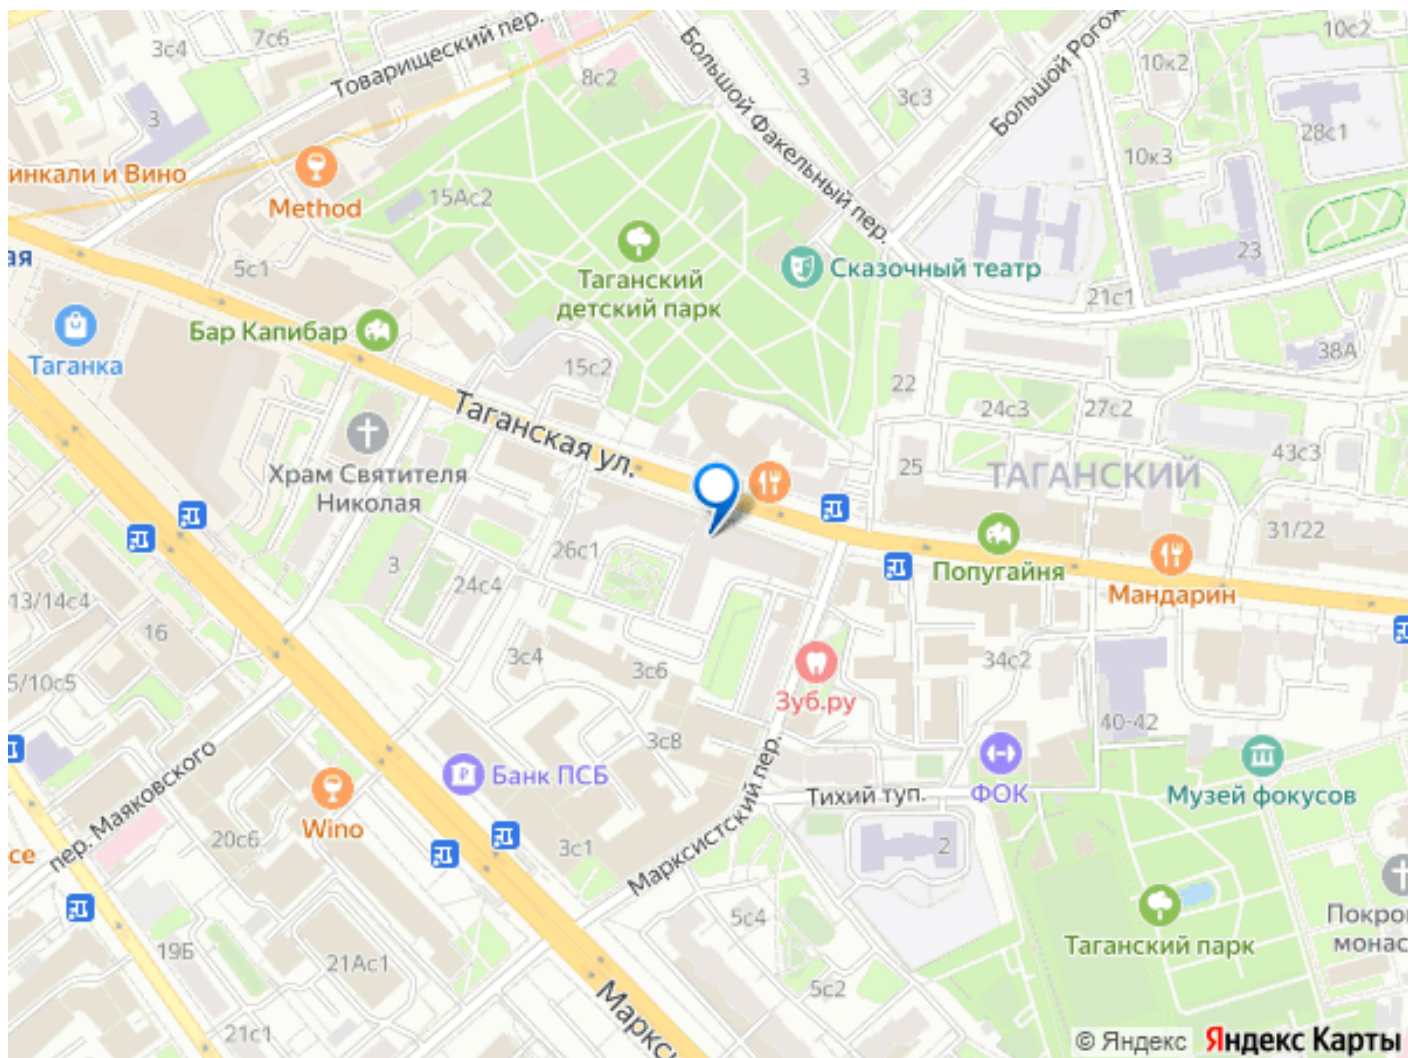 10с2
7с6
3с4
Товарищеский пер.
8с2
Большой Факельный пер.
3
3с3
Большой Рогож
10к2
28с1
3
10к3
инкали и Вино
Method
15Ас2
23
ая
5с1
Таганский
детский парк
Сказочный театр
21с1
Бар Капибар
38А
Таганка
15с2
22
24с3
27с2
Таганская ул.
43с3
Храм Святителя
Николая
25
ТАГАНСКИЙ
31/22
26с1
3
24с4
Попугайня
Мандарин
13/14с4
16
3с4
3с6
34с2
5/10с5
Зуб.ру
3с8
40-42
пер. Маяковского
Банк ПСБ
Марксистский пер.
Тихий туп.
ФОК
Музей фокусов
Wino
20с6
се
3с1
2
5с4
Таганский парк
Покро
монас
19Б
21Ас1
5с2
Маркс
21с1
© Яндекс
Яндекс Карты